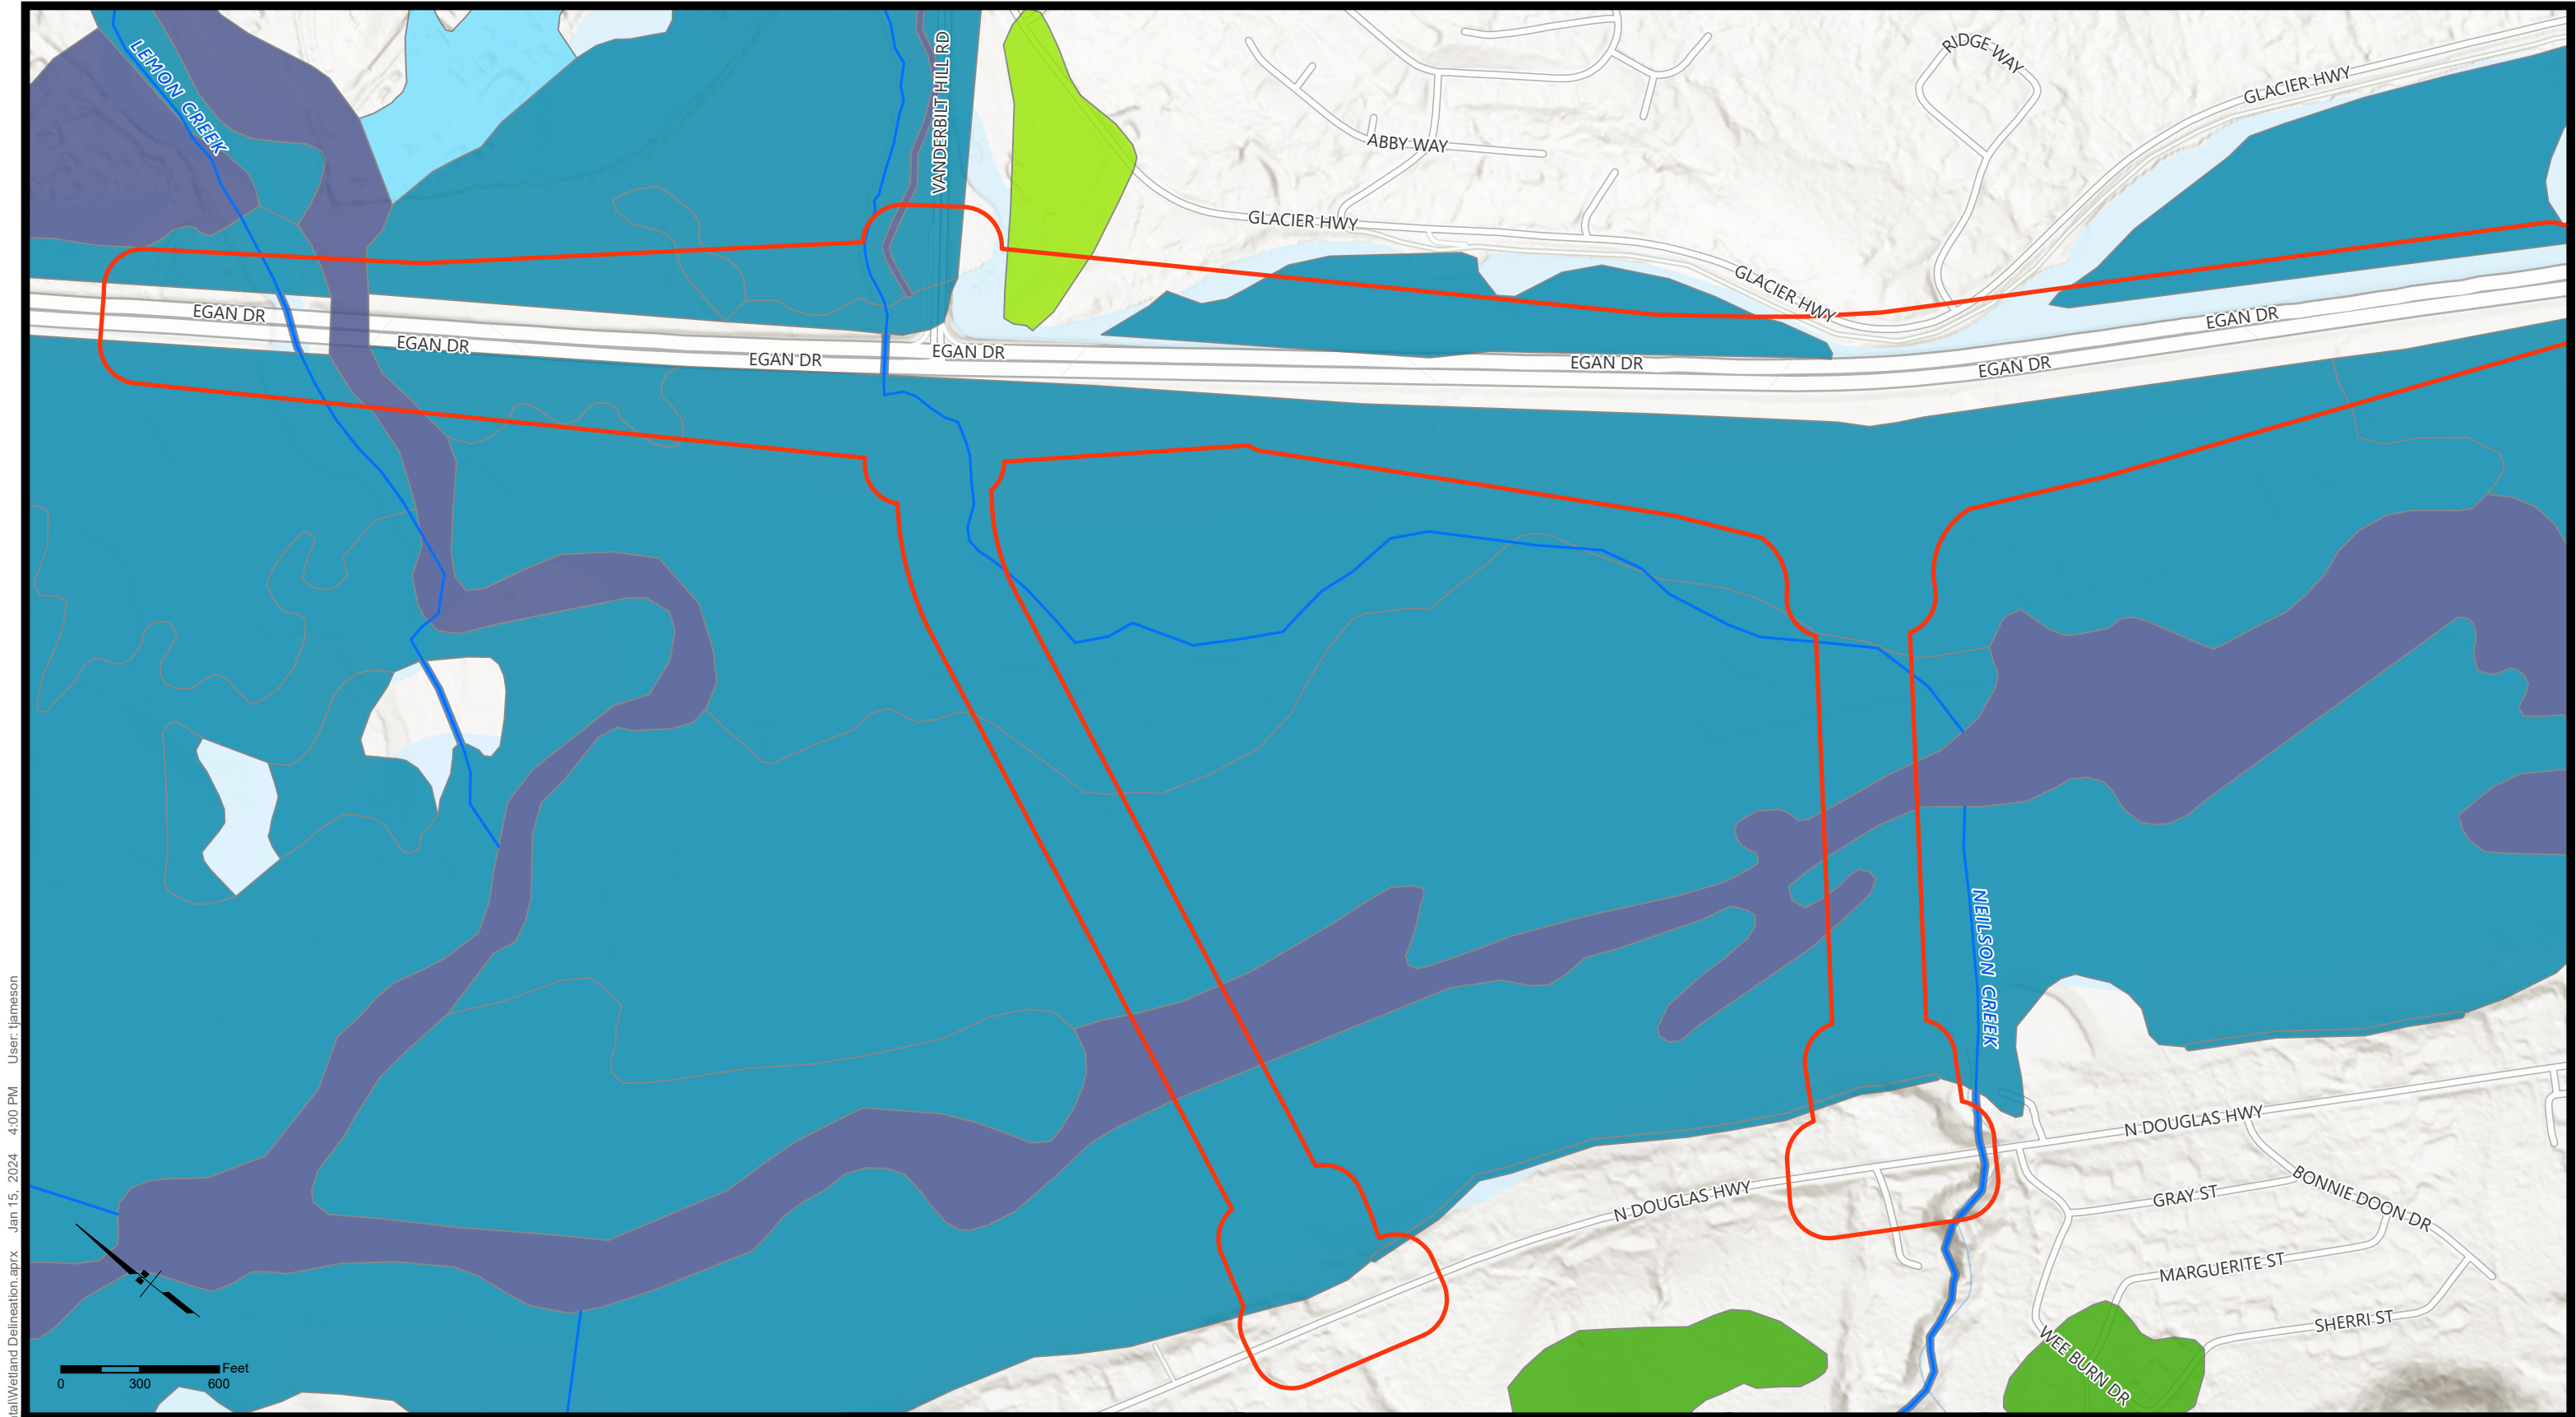 LEMON CREEK
VANDERBILT HILL RD
RIDGE WAY
GLACIER HWY
ABBY WAY
GLACIER HWY
GLACIER HWY
EGAN DR
EGAN DR
EGAN DR
EGAN DR
EGAN DR
EGAN DR
EGAN DR
NEILSON CREEK
N DOUGLAS HWY
N DOUGLAS HWY
GRAY ST
BONNIE DOON DR
MARGUERITE ST
SHERRI ST
WEE BURN DR
Feet
0 300 600
tal\Wetland Delineation.aprx Jan 15, 2024 4:00 PM User: tjameson